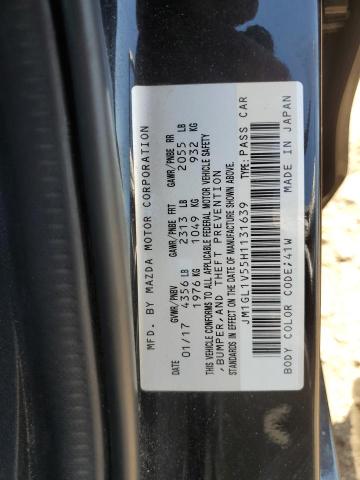 MFD. BY MAZDA MOTOR CORPORATION
GVWR/PNBV GAWR/PNBE FRT GAWR/PNBE RR
01/17 4356 LB 2313 LB 2055 LB
1976 KG 1049 KG 932 KG
THIS VEHICLE CONFORMS TO ALL APPLICABLE FEDERAL MOTOR VEHICLE SAFETY
,BUMPER,AND THEFT PREVENTION
STANDARDS IN EFFECT ON THE DATE OF MANUFACTURE SHOWN ABOVE.
JM1GL1V55H1131639 TYPE:PASS CAR
BODY COLOR CODE;41W MADE IN JAPAN